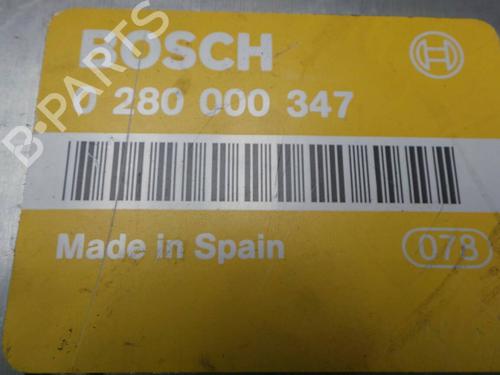 BOSCH
0 280 000 347
Made in Spain
078
B-PARTS